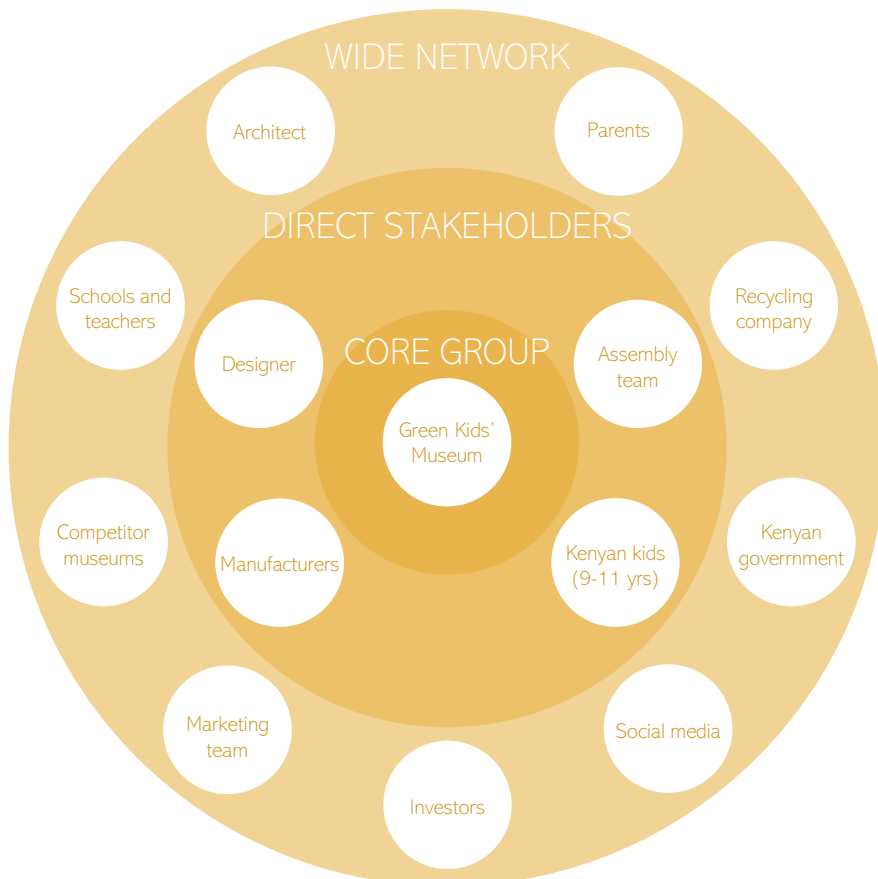 WIDE NETWORK
Architect
Parents
DIRECT STAKEHOLDERS
Schools and
teachers
Recycling
company
Designer
CORE GROUP
Assembly
team
Green Kids'
Museum
Competitor
museums
Manufacturers
Kenyan kids
(9-11 yrs)
Kenyan
goverrnment
Marketing
team
Social media
Investors